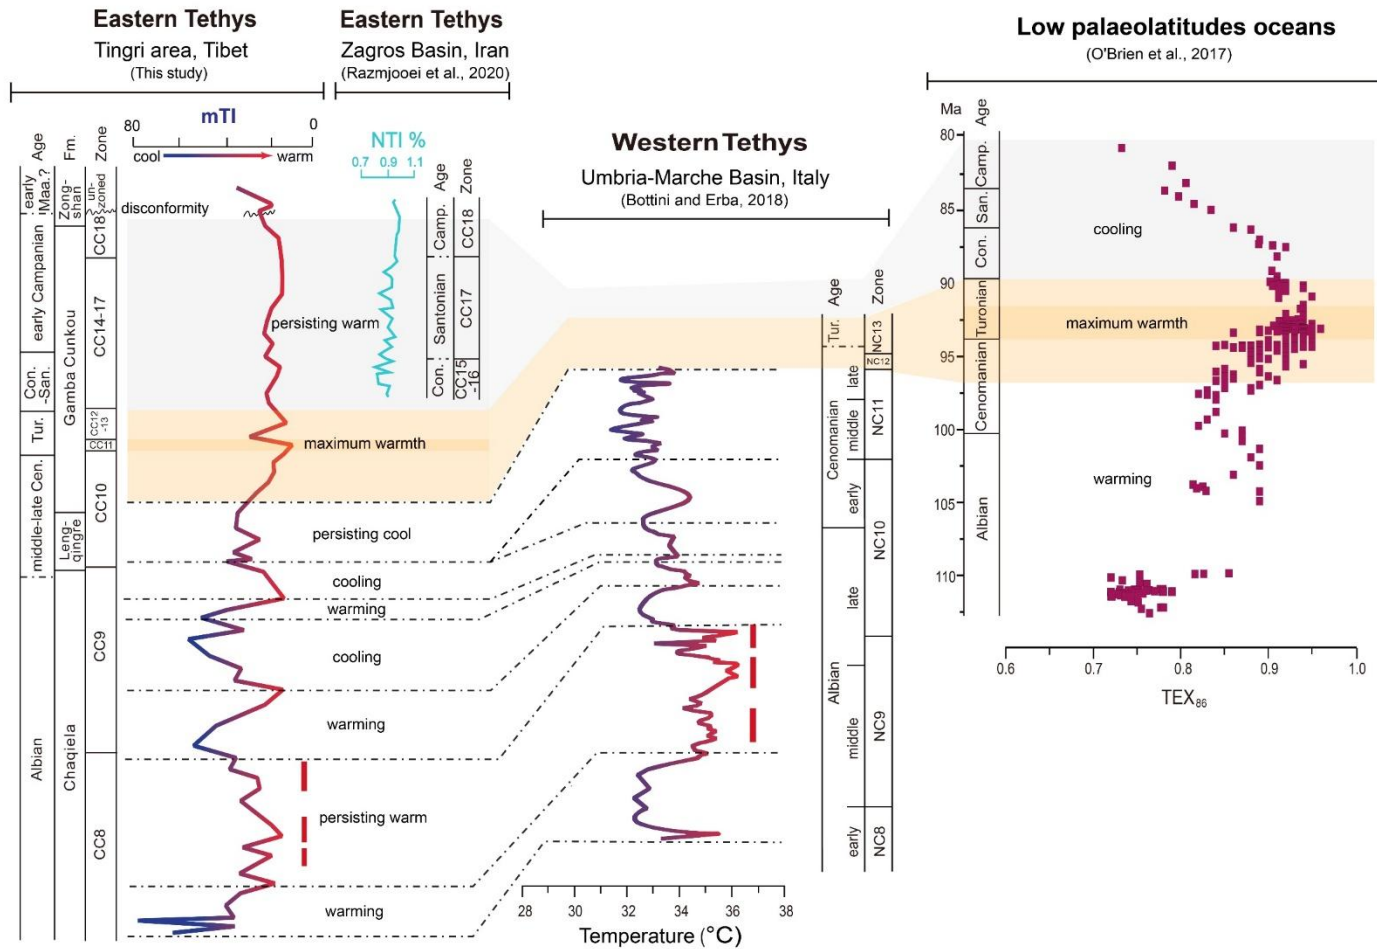 Eastern Tethys
Tingri area, Tibet
(This study)
Eastern Tethys
Zagros Basin, Iran
(Razmjooei et al., 2020)
Western Tethys
Umbria-Marche Basin, Italy
(Bottini and Erba, 2018)
Low palaeolatitudes oceans
(O'Brien et al., 2017)
Age
Fm.
Zone
mTI
80
0
cool
warm
early Maa.?
Zong-shan
un-zoned
disconformity
early Campanian
Con.-San.
Tur.
middle-late Cen.
Albian
Gamba Cunkou
Leng-qingre
Chaqiela
CC18
CC14-17
CC12-13
CC11
CC10
CC9
CC8
NTI %
0.7 0.9 1.1
Age
Zone
Camp.
Santonian
Con.
CC18
CC17
CC15-16
persisting warm
maximum warmth
persisting cool
cooling
warming
cooling
warming
persisting warm
warming
Age
Zone
Tur.
Cenomanian
late
middle
early
Albian
late
middle
early
NC13
NC12
NC11
NC10
NC9
NC8
28 30 32 34 36 38
Temperature (°C)
Ma
Age
80
85
90
95
100
105
110
Camp.
San.
Con.
Turonian
Cenomanian
Albian
cooling
maximum warmth
warming
0.6 0.7 0.8 0.9 1.0
TEX86